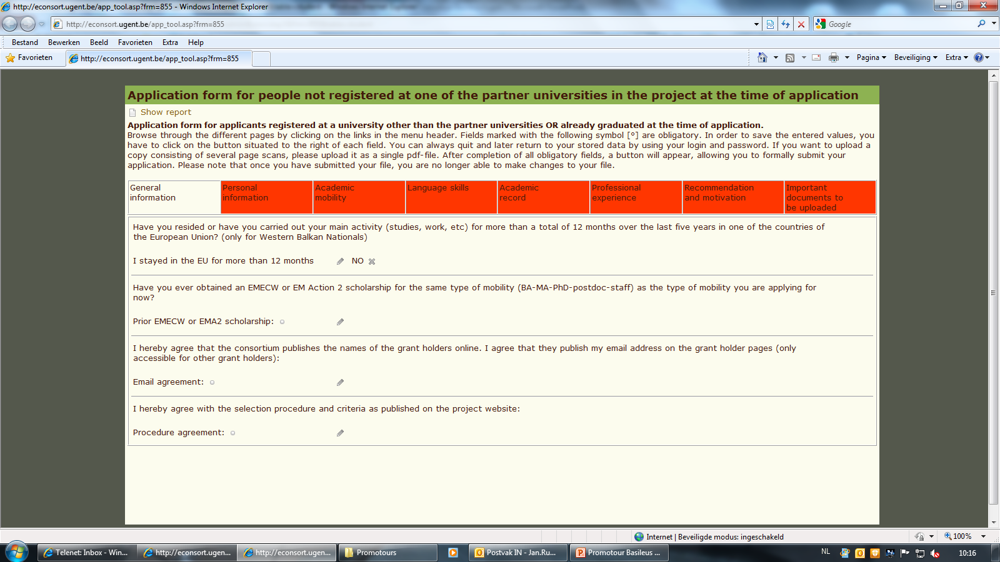 http://econsort.ugent.be/app_tool.asp?frm=855 - Windows Internet Explorer
http://econsort.ugent.be/app_tool.asp?frm=855
Google
Bestand Bewerken Beeld Favorieten Extra Help
Favorieten
http://econsort.ugent.be/app_tool.asp?frm=855
Pagina Beveiliging Extra
Application form for people not registered at one of the partner universities in the project at the time of application
Show report
Application form for applicants registered at a university other than the partner universities OR already graduated at the time of application.
Browse through the different pages by clicking on the links in the menu header. Fields marked with the following symbol [°] are obligatory. In order to save the entered values, you
have to click on the button situated to the right of each field. You can always quit and later return to your stored data by using your login and password. If you want to upload a
copy consisting of several page scans, please upload it as a single pdf-file. After completion of all obligatory fields, a button will appear, allowing you to formally submit your
application. Please note that once you have submitted your file, you are no longer able to make changes to your file.
General
information
Personal
information
Academic
mobility
Language skills
Academic
record
Professional
experience
Recommendation
and motivation
Important
documents to
be uploaded
Have you resided or have you carried out your main activity (studies, work, etc) for more than a total of 12 months over the last five years in one of the countries of
the European Union? (only for Western Balkan Nationals)
I stayed in the EU for more than 12 months NO
Have you ever obtained an EMECW or EM Action 2 scholarship for the same type of mobility (BA-MA-PhD-postdoc-staff) as the type of mobility you are applying for
now?
Prior EMECW or EMA2 scholarship:
I hereby agree that the consortium publishes the names of the grant holders online. I agree that they publish my email address on the grant holder pages (only
accessible for other grant holders):
Email agreement:
I hereby agree with the selection procedure and criteria as published on the project website:
Procedure agreement:
Internet | Beveiligde modus: ingeschakeld
100%
Telenet: Inbox - Win...
http://econsort.ugen...
http://econsort.ugen...
Promotours
Postvak IN - Jan.Ru...
Promotour Basileus ...
NL
10:16